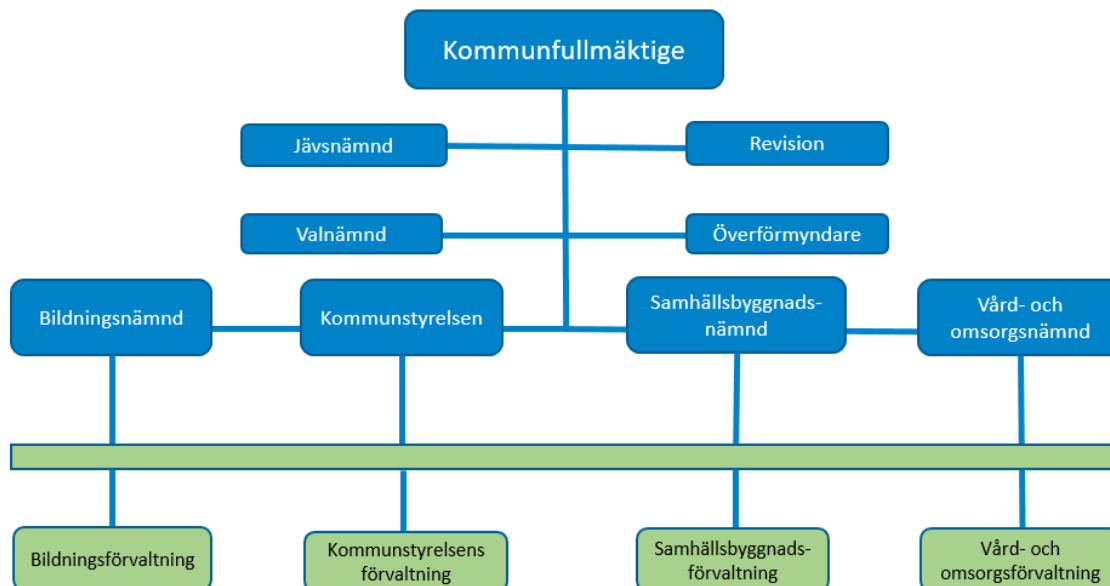 Kommunfullmäktige
Jävsnämnd
Revision
Valnämnd
Överförmyndare
Bildningsnämnd
Kommunstyrelsen
Samhällsbyggnads-
nämnd
Vård- och
omsorgsnämnd
Bildningsförvaltning
Kommunstyrelsens
förvaltning
Samhällsbyggnads-
förvaltning
Vård- och
omsorgsförvaltning